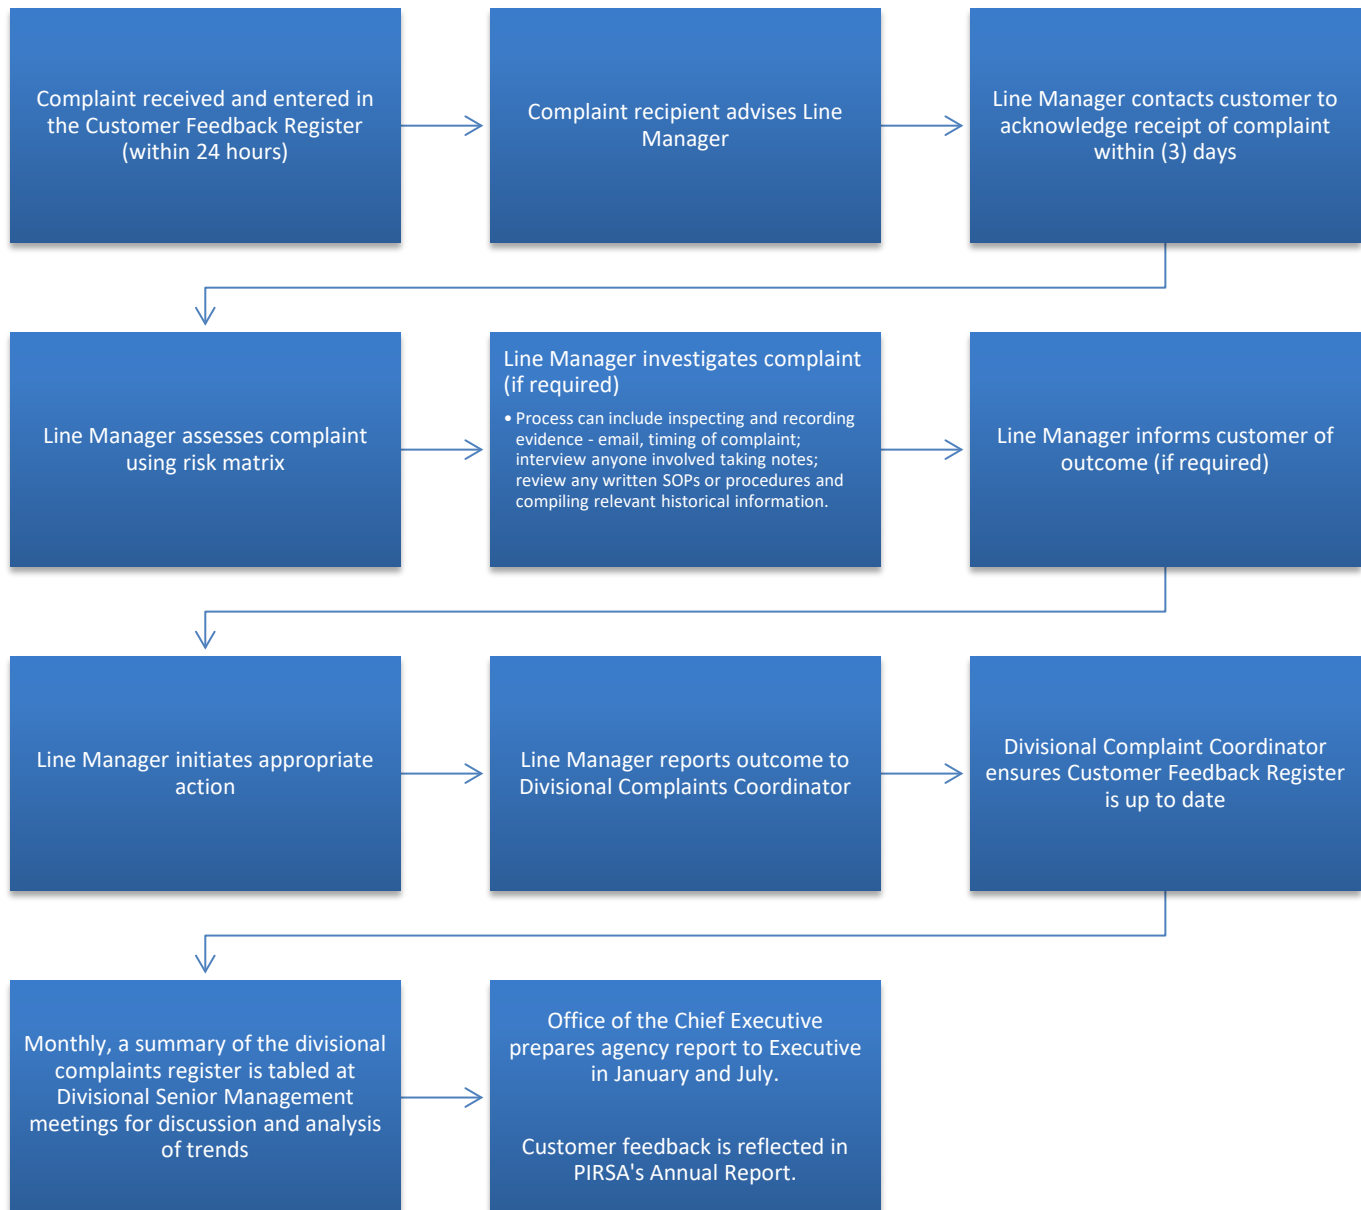 Complaint received and entered in
the Customer Feedback Register
(within 24 hours)
Complaint recipient advises Line
Manager
Line Manager contacts customer to
acknowledge receipt of complaint
within (3) days
Line Manager assesses complaint
using risk matrix
Line Manager investigates complaint
(if required)
• Process can include inspecting and recording
evidence - email, timing of complaint;
interview anyone involved taking notes;
review any written SOPs or procedures and
compiling relevant historical information.
Line Manager informs customer of
outcome (if required)
Line Manager initiates appropriate
action
Line Manager reports outcome to
Divisional Complaints Coordinator
Divisional Complaint Coordinator
ensures Customer Feedback Register
is up to date
Monthly, a summary of the divisional
complaints register is tabled at
Divisional Senior Management
meetings for discussion and analysis
of trends
Office of the Chief Executive
prepares agency report to Executive
in January and July.
Customer feedback is reflected in
PIRSA's Annual Report.